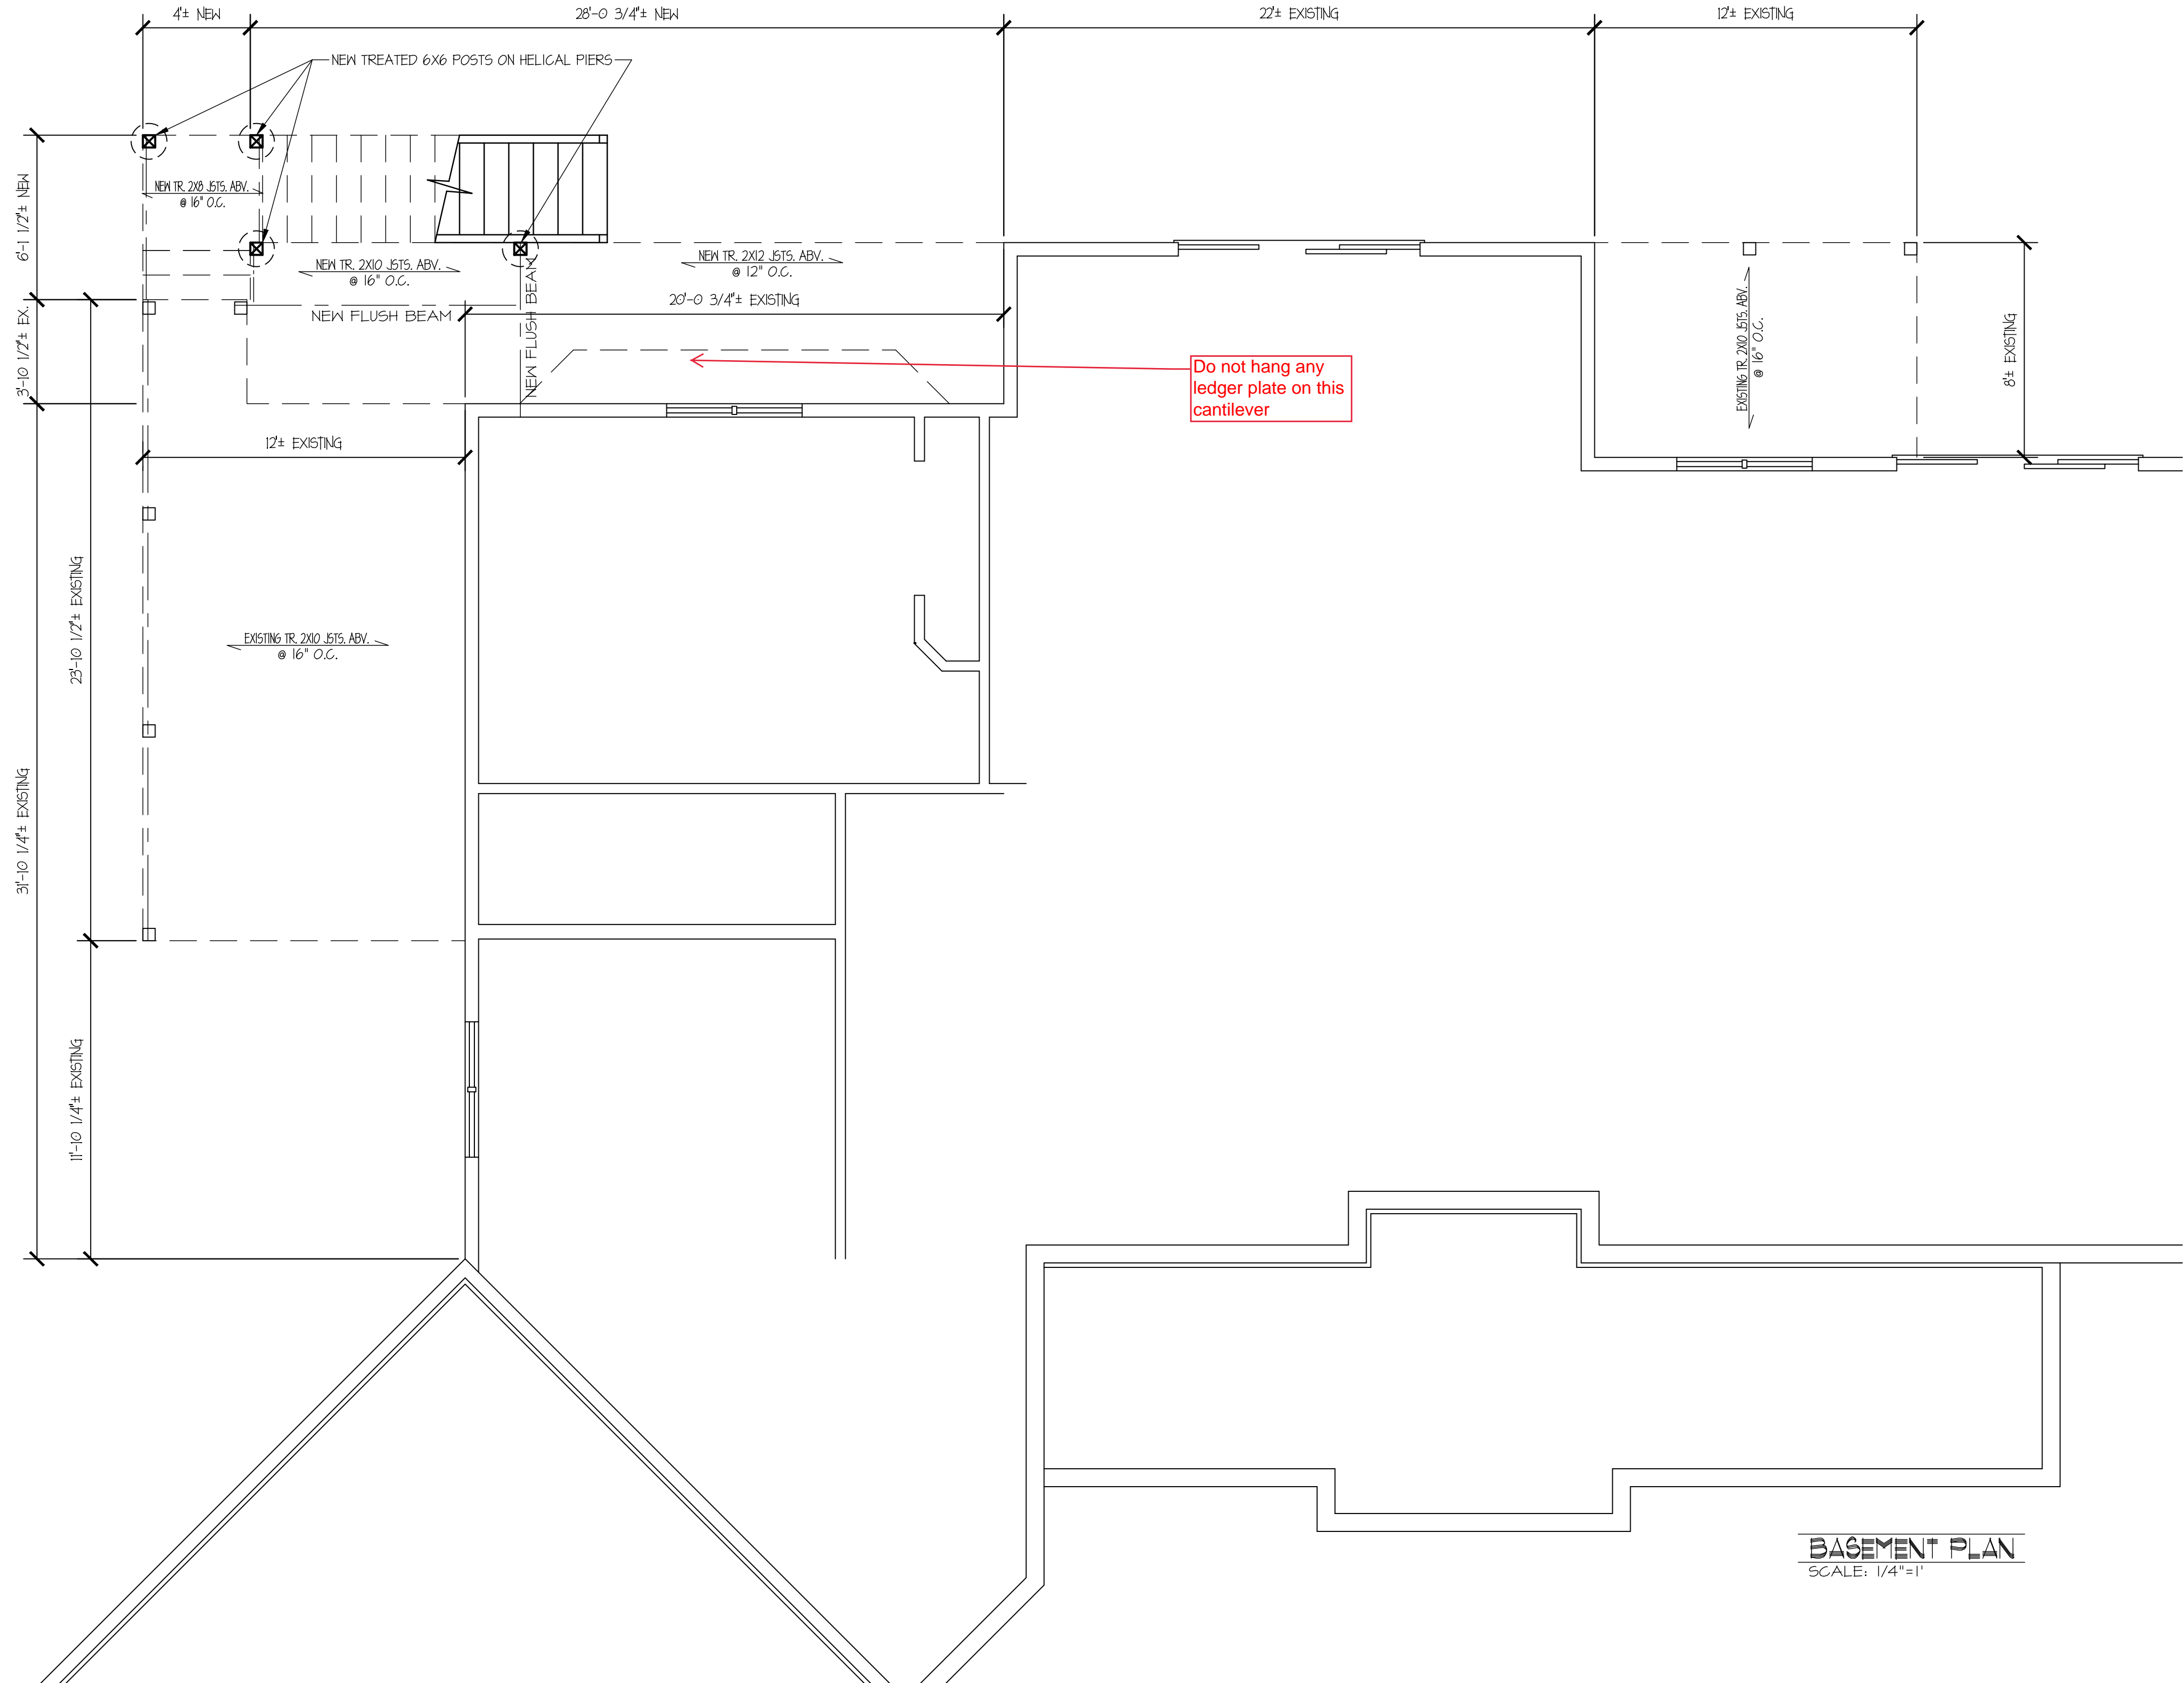 4'± NEW
28'-0 3/4"± NEW
22'± EXISTING
12'± EXISTING
NEW TREATED 6X6 POSTS ON HELICAL PIERS
6'-1 1/2"± NEW
NEW TR. 2X8 JSTS. ABV.
@ 16" O.C.
NEW TR. 2X10 JSTS. ABV.
@ 16" O.C.
NEW TR. 2X12 JSTS. ABV.
@ 12" O.C.
20'-0 3/4"± EXISTING
NEW FLUSH BEAM
NEW FLUSH BEAM
3'-10 1/2"± EX.
Do not hang any
ledger plate on this
cantilever
EXISTING TR. 2X10 JSTS. ABV.
@ 16" O.C.
8'± EXISTING
12'± EXISTING
23'-10 1/2"± EXISTING
EXISTING TR. 2X10 JSTS. ABV.
@ 16" O.C.
31'-10 1/4"± EXISTING
11'-10 1/4"± EXISTING
BASEMENT PLAN
SCALE: 1/4"=1'